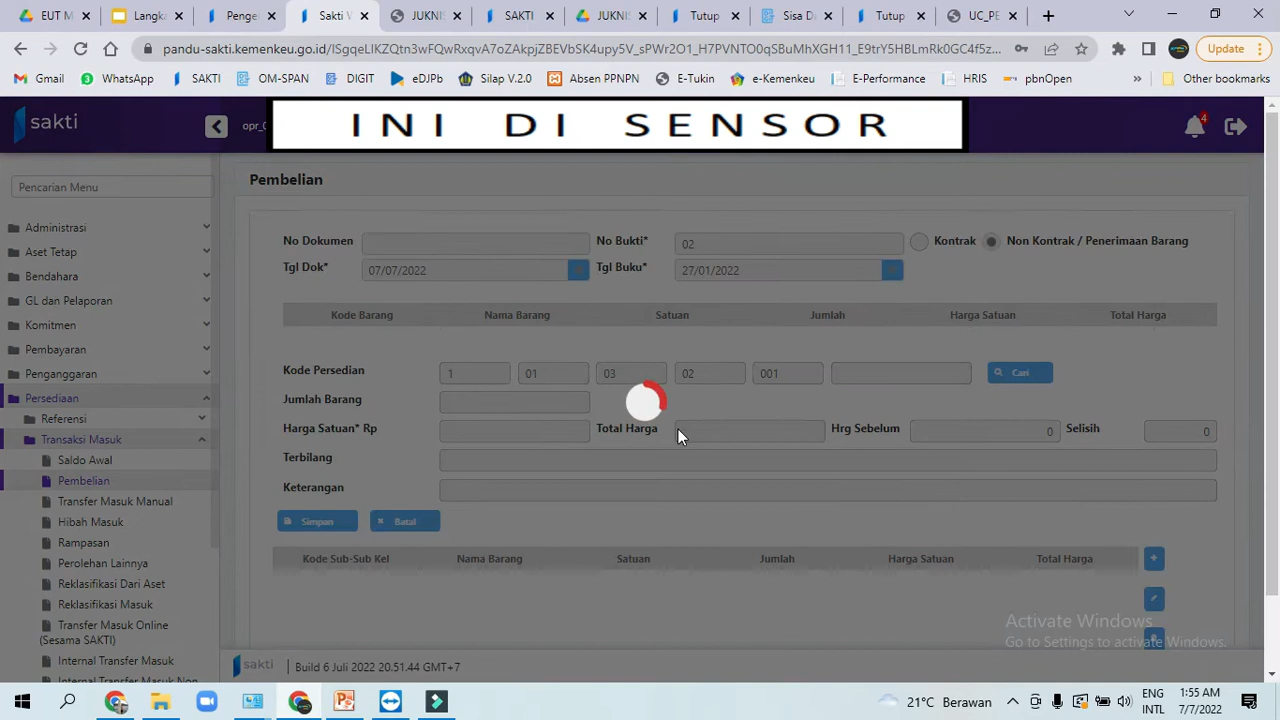 EUT M
Langka
Penge
Sakti V
JUKNIS
SAKTI
JUKNIS
Tutup
Sisa D
Tutup
UC_PE
pandu-sakti.kemenkeu.go.id/
Update
Gmail
WhatsApp
SAKTI
OM-SPAN
DIGIT
eDJPb
Silap V.2.0
Absen PPNPN
E-Tukin
e-Kemenkeu
E-Performance
HRIS
pbnOpen
»
Other bookmarks
sakti
INI DI SENSOR
4
Pencarian Menu
Administrasi
Aset Tetap
Bendahara
GL dan Pelaporan
Komitmen
Pembayaran
Penganggaran
Persediaan
Referensi
Transaksi Masuk
Saldo Awal
Pembelian
Transfer Masuk Manual
Hibah Masuk
Rampasan
Perolehan Lainnya
Reklasifikasi Dari Aset
Reklasifikasi Masuk
Transfer Masuk Online
(Sesama SAKTI)
Internal Transfer Masuk
Internal Transfer Masuk Non
Pembelian
No Dokumen
No Bukti* 02
Kontrak
Non Kontrak / Penerimaan Barang
Tgl Dok* 07/07/2022
Tgl Buku* 27/01/2022
Kode Barang Nama Barang Satuan Jumlah Harga Satuan Total Harga
Kode Persedian 1 01 03 02 001 Cari
Jumlah Barang
Harga Satuan* Rp Total Harga Hrg Sebelum 0 Selisih 0
Terbilang
Keterangan
Simpan Batal
Kode Sub-Sub Kel Nama Barang Satuan Jumlah Harga Satuan Total Harga
Activate Windows
Go to Settings to activate Windows.
sakti Build 6 Juli 2022 20.51.44 GMT+7
21°C Berawan
ENG
INTL
1:55 AM
7/7/2022